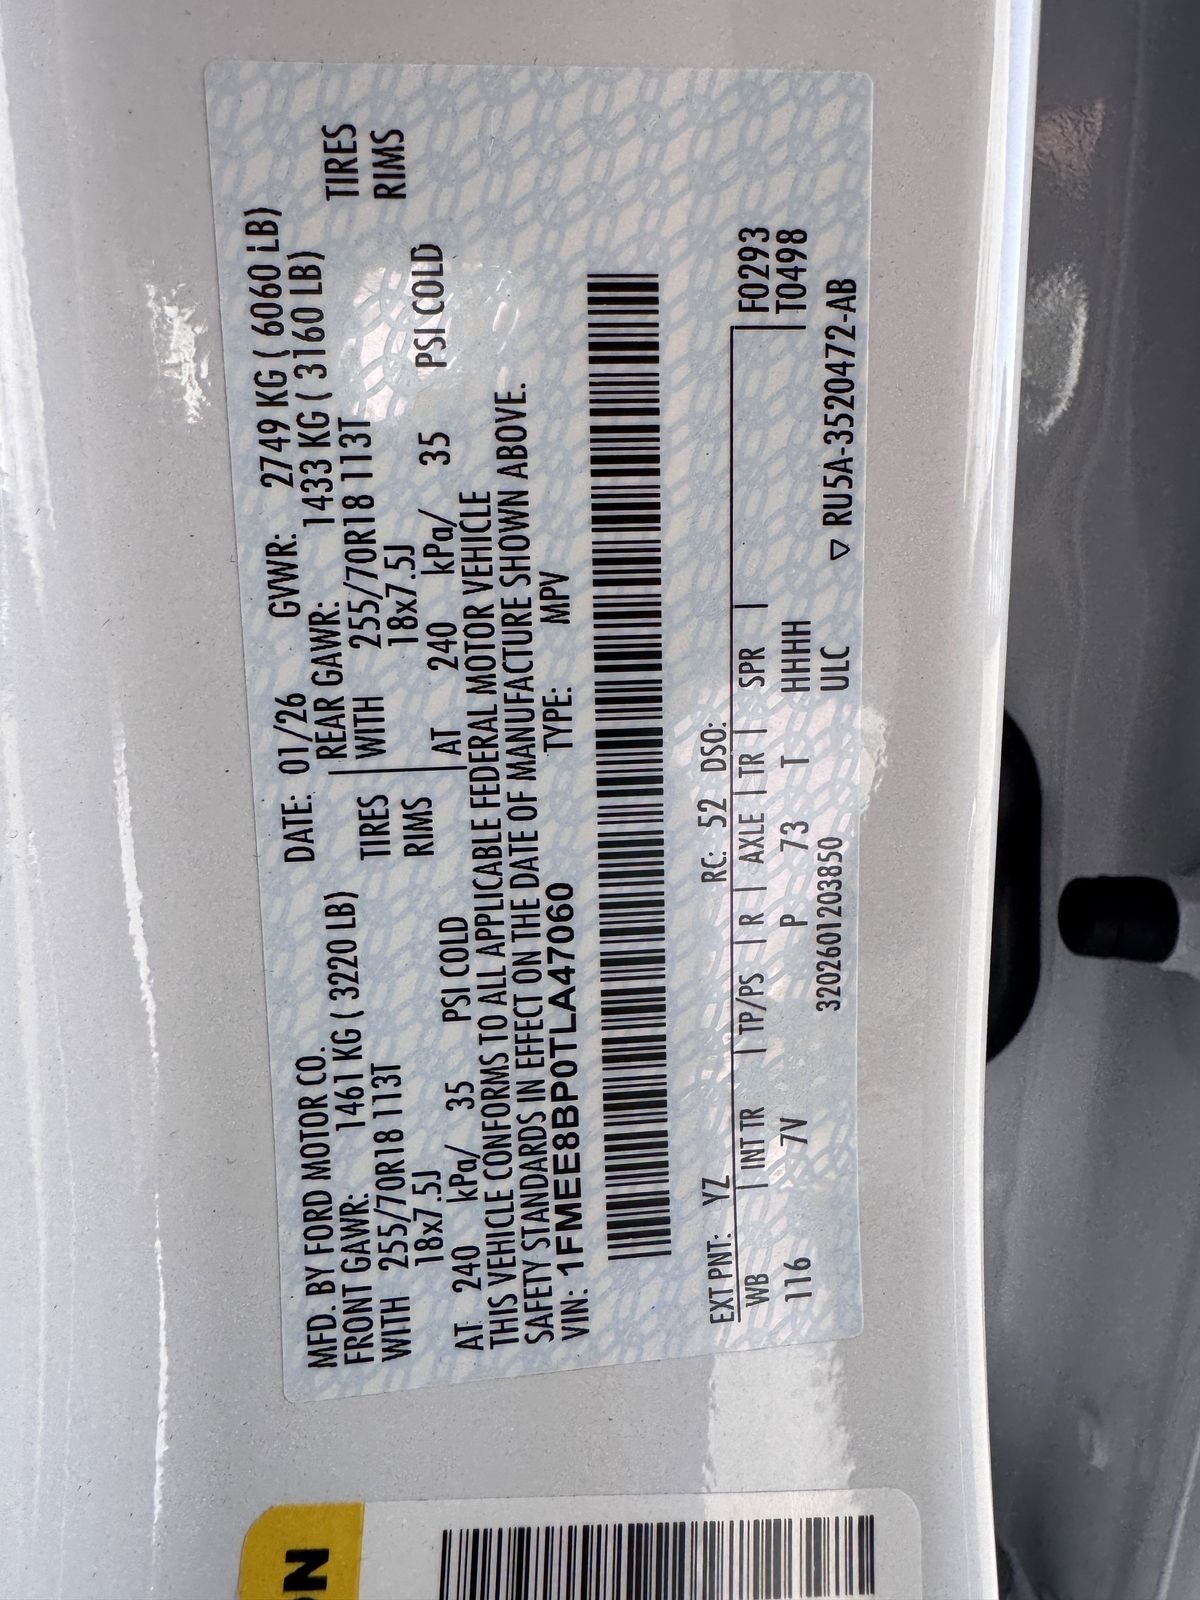 MFD. BY FORD MOTOR CO. DATE: 01/26 GVWR: 2749 KG ( 6060 LB)
FRONT GAWR: 1461 KG ( 3220 LB) REAR GAWR: 1433 KG ( 3160 LB)
WITH 255/70R18 113T TIRES WITH 255/70R18 113T TIRES
18x7.5J RIMS 18x7.5J RIMS
AT 240 kPa/ 35 PSI COLD AT 240 kPa/ 35 PSI COLD
THIS VEHICLE CONFORMS TO ALL APPLICABLE FEDERAL MOTOR VEHICLE
SAFETY STANDARDS IN EFFECT ON THE DATE OF MANUFACTURE SHOWN ABOVE.
VIN: 1FMEE8BP0TLA47060 TYPE: MPV
EXT PNT: YZ RC: 52 DSO:
WB | INT TR | TP/PS | R | AXLE | TR | SPR | F0293
116 7V P 73 T HHHH T0498
3202601203850 ULC ▽ RU5A-3520472-AB